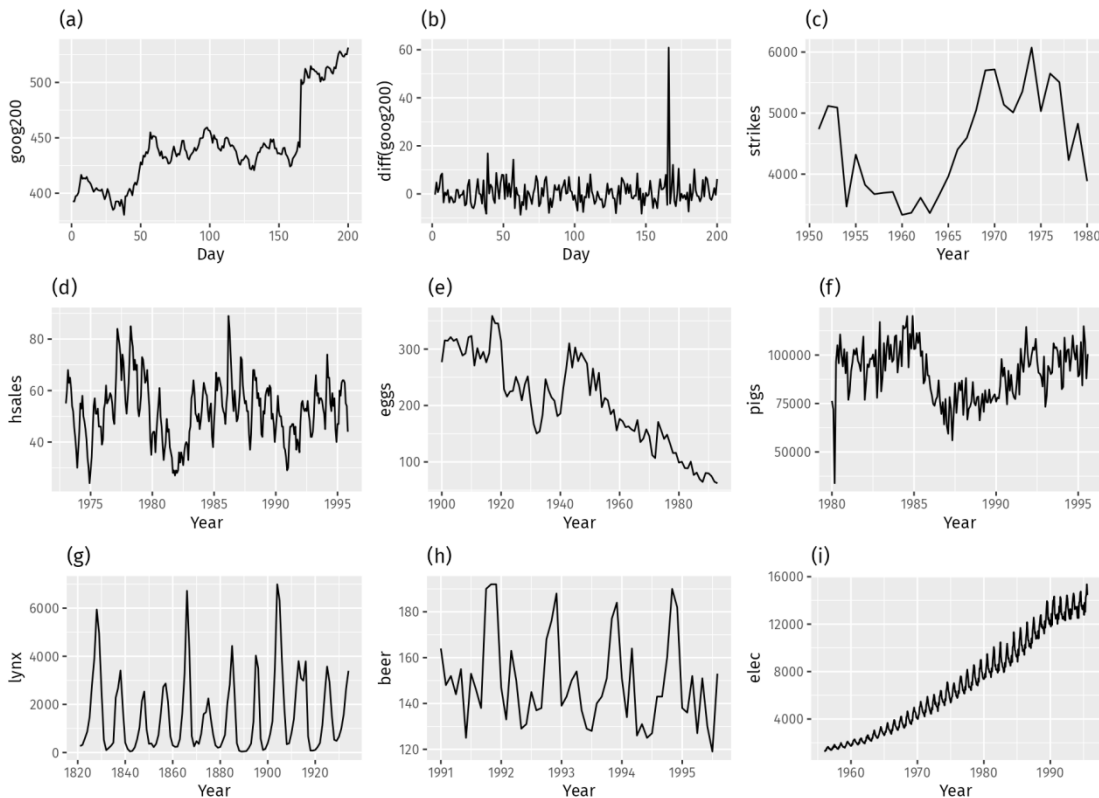 (a)
goog200
500
450
400
0 50 100 150 200
Day
(b)
diff(goog200)
60
40
20
0
0 50 100 150 200
Day
(c)
strikes
6000
5000
4000
1950 1955 1960 1965 1970 1975 1980
Year
(d)
hsales
80
60
40
1975 1980 1985 1990 1995
Year
(e)
eggs
300
200
100
1900 1920 1940 1960 1980
Year
(f)
pigs
100000
75000
50000
1980 1985 1990 1995
Year
(g)
lynx
6000
4000
2000
0
1820 1840 1860 1880 1900 1920
Year
(h)
beer
180
160
140
120
1991 1992 1993 1994 1995
Year
(i)
elec
16000
12000
8000
4000
1960 1970 1980 1990
Year